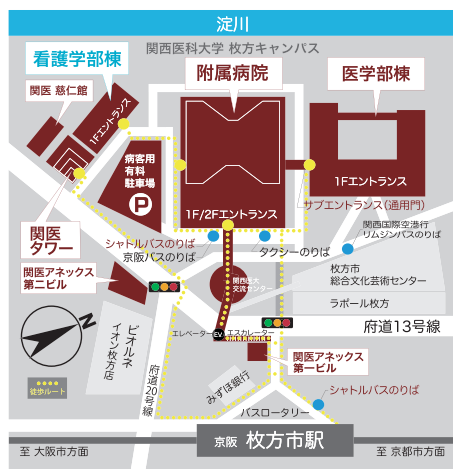 淀川
関西医科大学 枚方キャンパス
看護学部棟
附属病院
医学部棟
関医 慈仁館
1Fエントランス
病客用
有料
駐車場
P
1Fエントランス
関医
タワー
1F/2Fエントランス
サブエントランス（通用門）
シャトルバスのりば
京阪バスのりば
タクシーのりば
関西国際空港行
リムジンバスのりば
関医アネックス
第二ビル
関西医大
交流センター
枚方市
総合文化芸術センター
ラポール枚方
府道13号線
N
エレベーター
EV
エスカレーター
ビオルネ
イオン枚方店
府道20号線
関医アネックス
第一ビル
みずほ銀行
徒歩ルート
シャトルバスのりば
バスロータリー
京阪 枚方市駅
至 大阪市方面
至 京都市方面